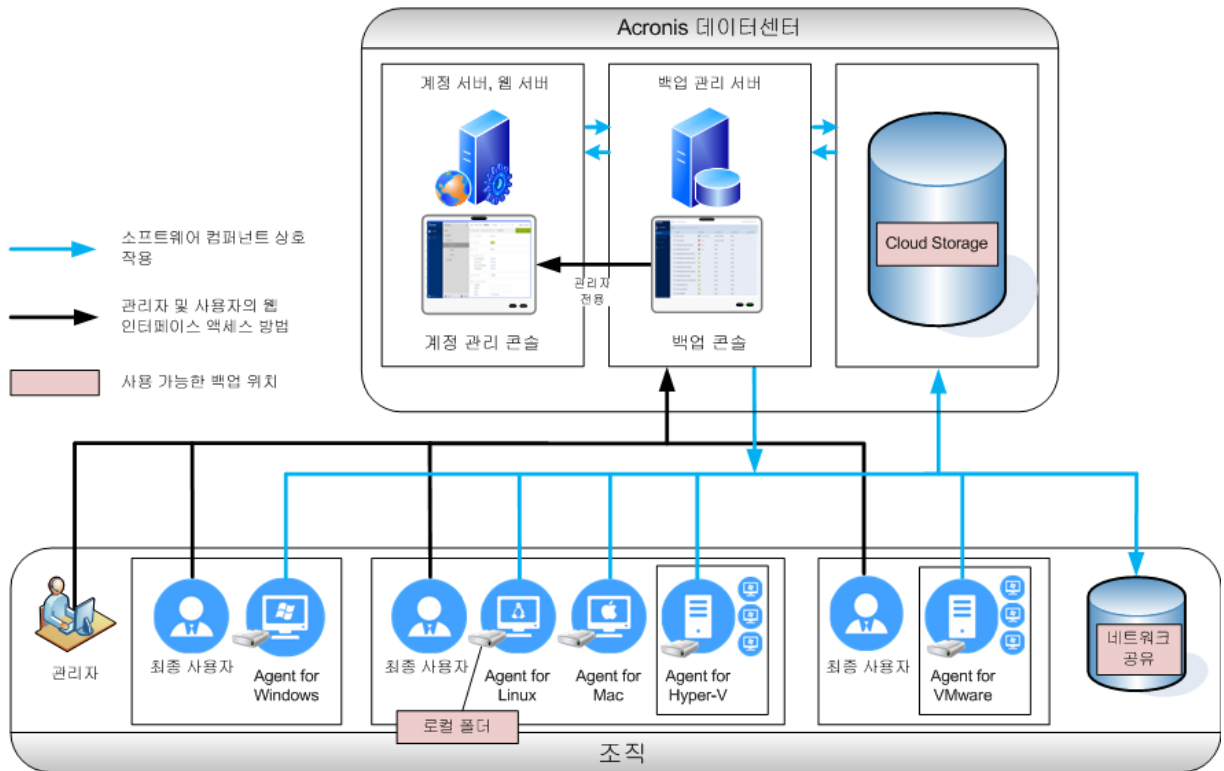 Acronis 데이터센터
계정 서버, 웹 서버
백업 관리 서버
Cloud Storage
관리자
전용
계정 관리 콘솔
백업 콘솔
소프트웨어 컴퍼넌트 상호
작용
관리자 및 사용자의 웹
인터페이스 액세스 방법
사용 가능한 백업 위치
관리자
최종 사용자
Agent for
Windows
최종 사용자
Agent for
Linux
Agent for
Mac
Agent for
Hyper-V
최종 사용자
Agent for
VMware
네트워크
공유
로컬 폴더
조직